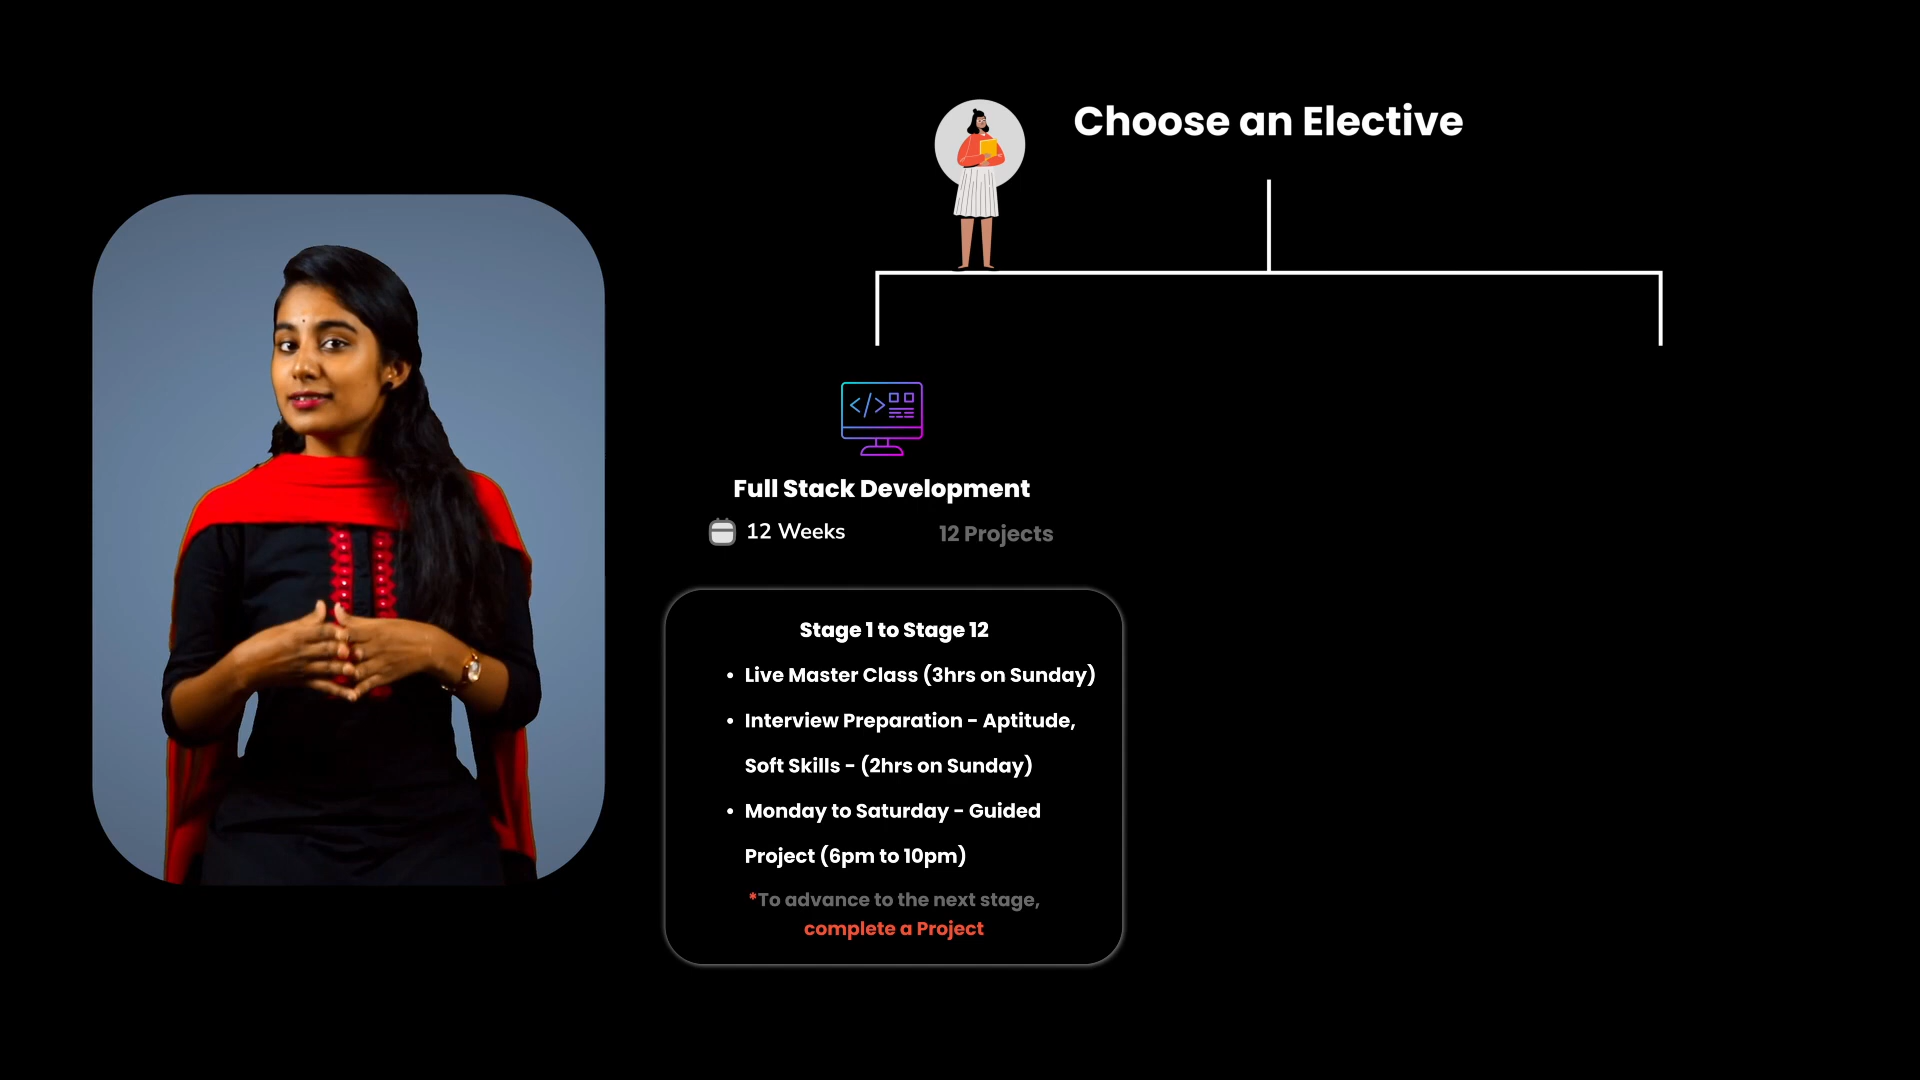 Choose an Elective
</>
Full Stack Development
12 Weeks
12 Projects
Stage 1 to Stage 12
• Live Master Class (3hrs on Sunday)
• Interview Preparation - Aptitude,
Soft Skills - (2hrs on Sunday)
• Monday to Saturday - Guided
Project (6pm to 10pm)
*To advance to the next stage,
complete a Project